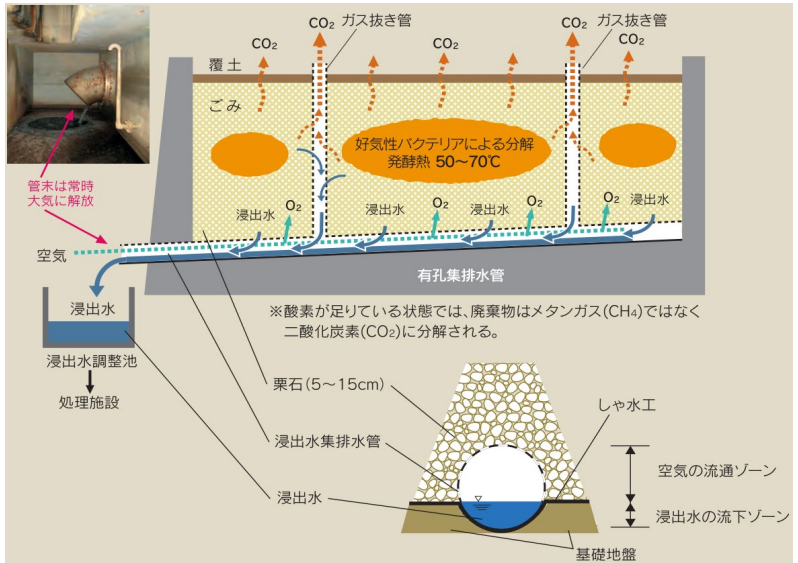 CO₂
CO₂
ガス抜き管
CO₂
CO₂
CO₂
CO₂
ガス抜き管
CO₂
覆土
ごみ
好気性バクテリアによる分解
発酵熱 50～70℃
管末は常時
大気に解放
浸出水
O₂
浸出水
O₂
浸出水
O₂
O₂
浸出水
空気
有孔集排水管
浸出水
※酸素が足りている状態では、廃棄物はメタンガス(CH₄)ではなく
二酸化炭素(CO₂)に分解される。
浸出水調整池
処理施設
栗石(5～15cm)
しゃ水工
浸出水集排水管
空気の流通ゾーン
浸出水
浸出水の流下ゾーン
基礎地盤